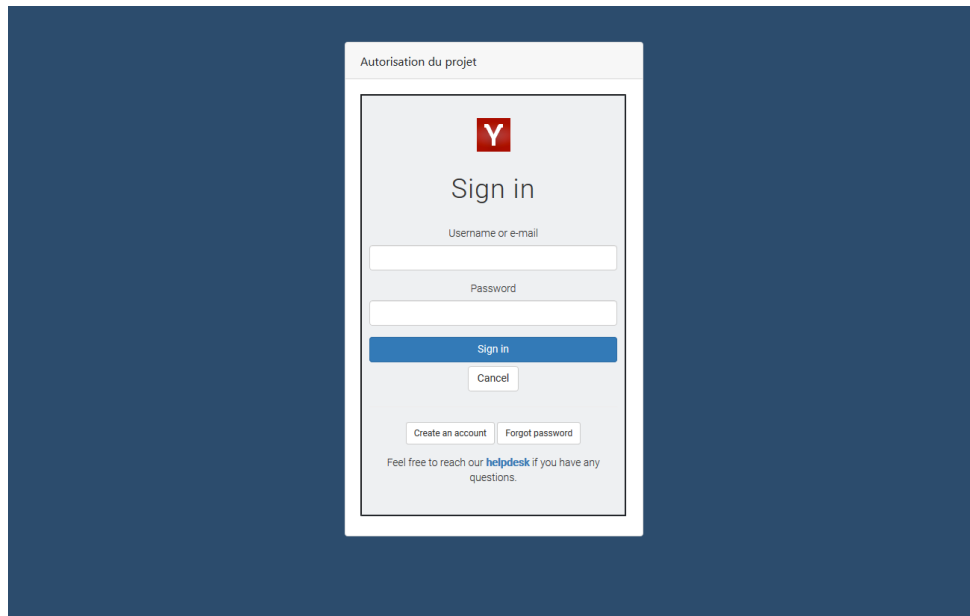 Autorisation du projet
Y
Sign in
Username or e-mail
Password
Sign in
Cancel
Create an account Forgot password
Feel free to reach our helpdesk if you have any
questions.